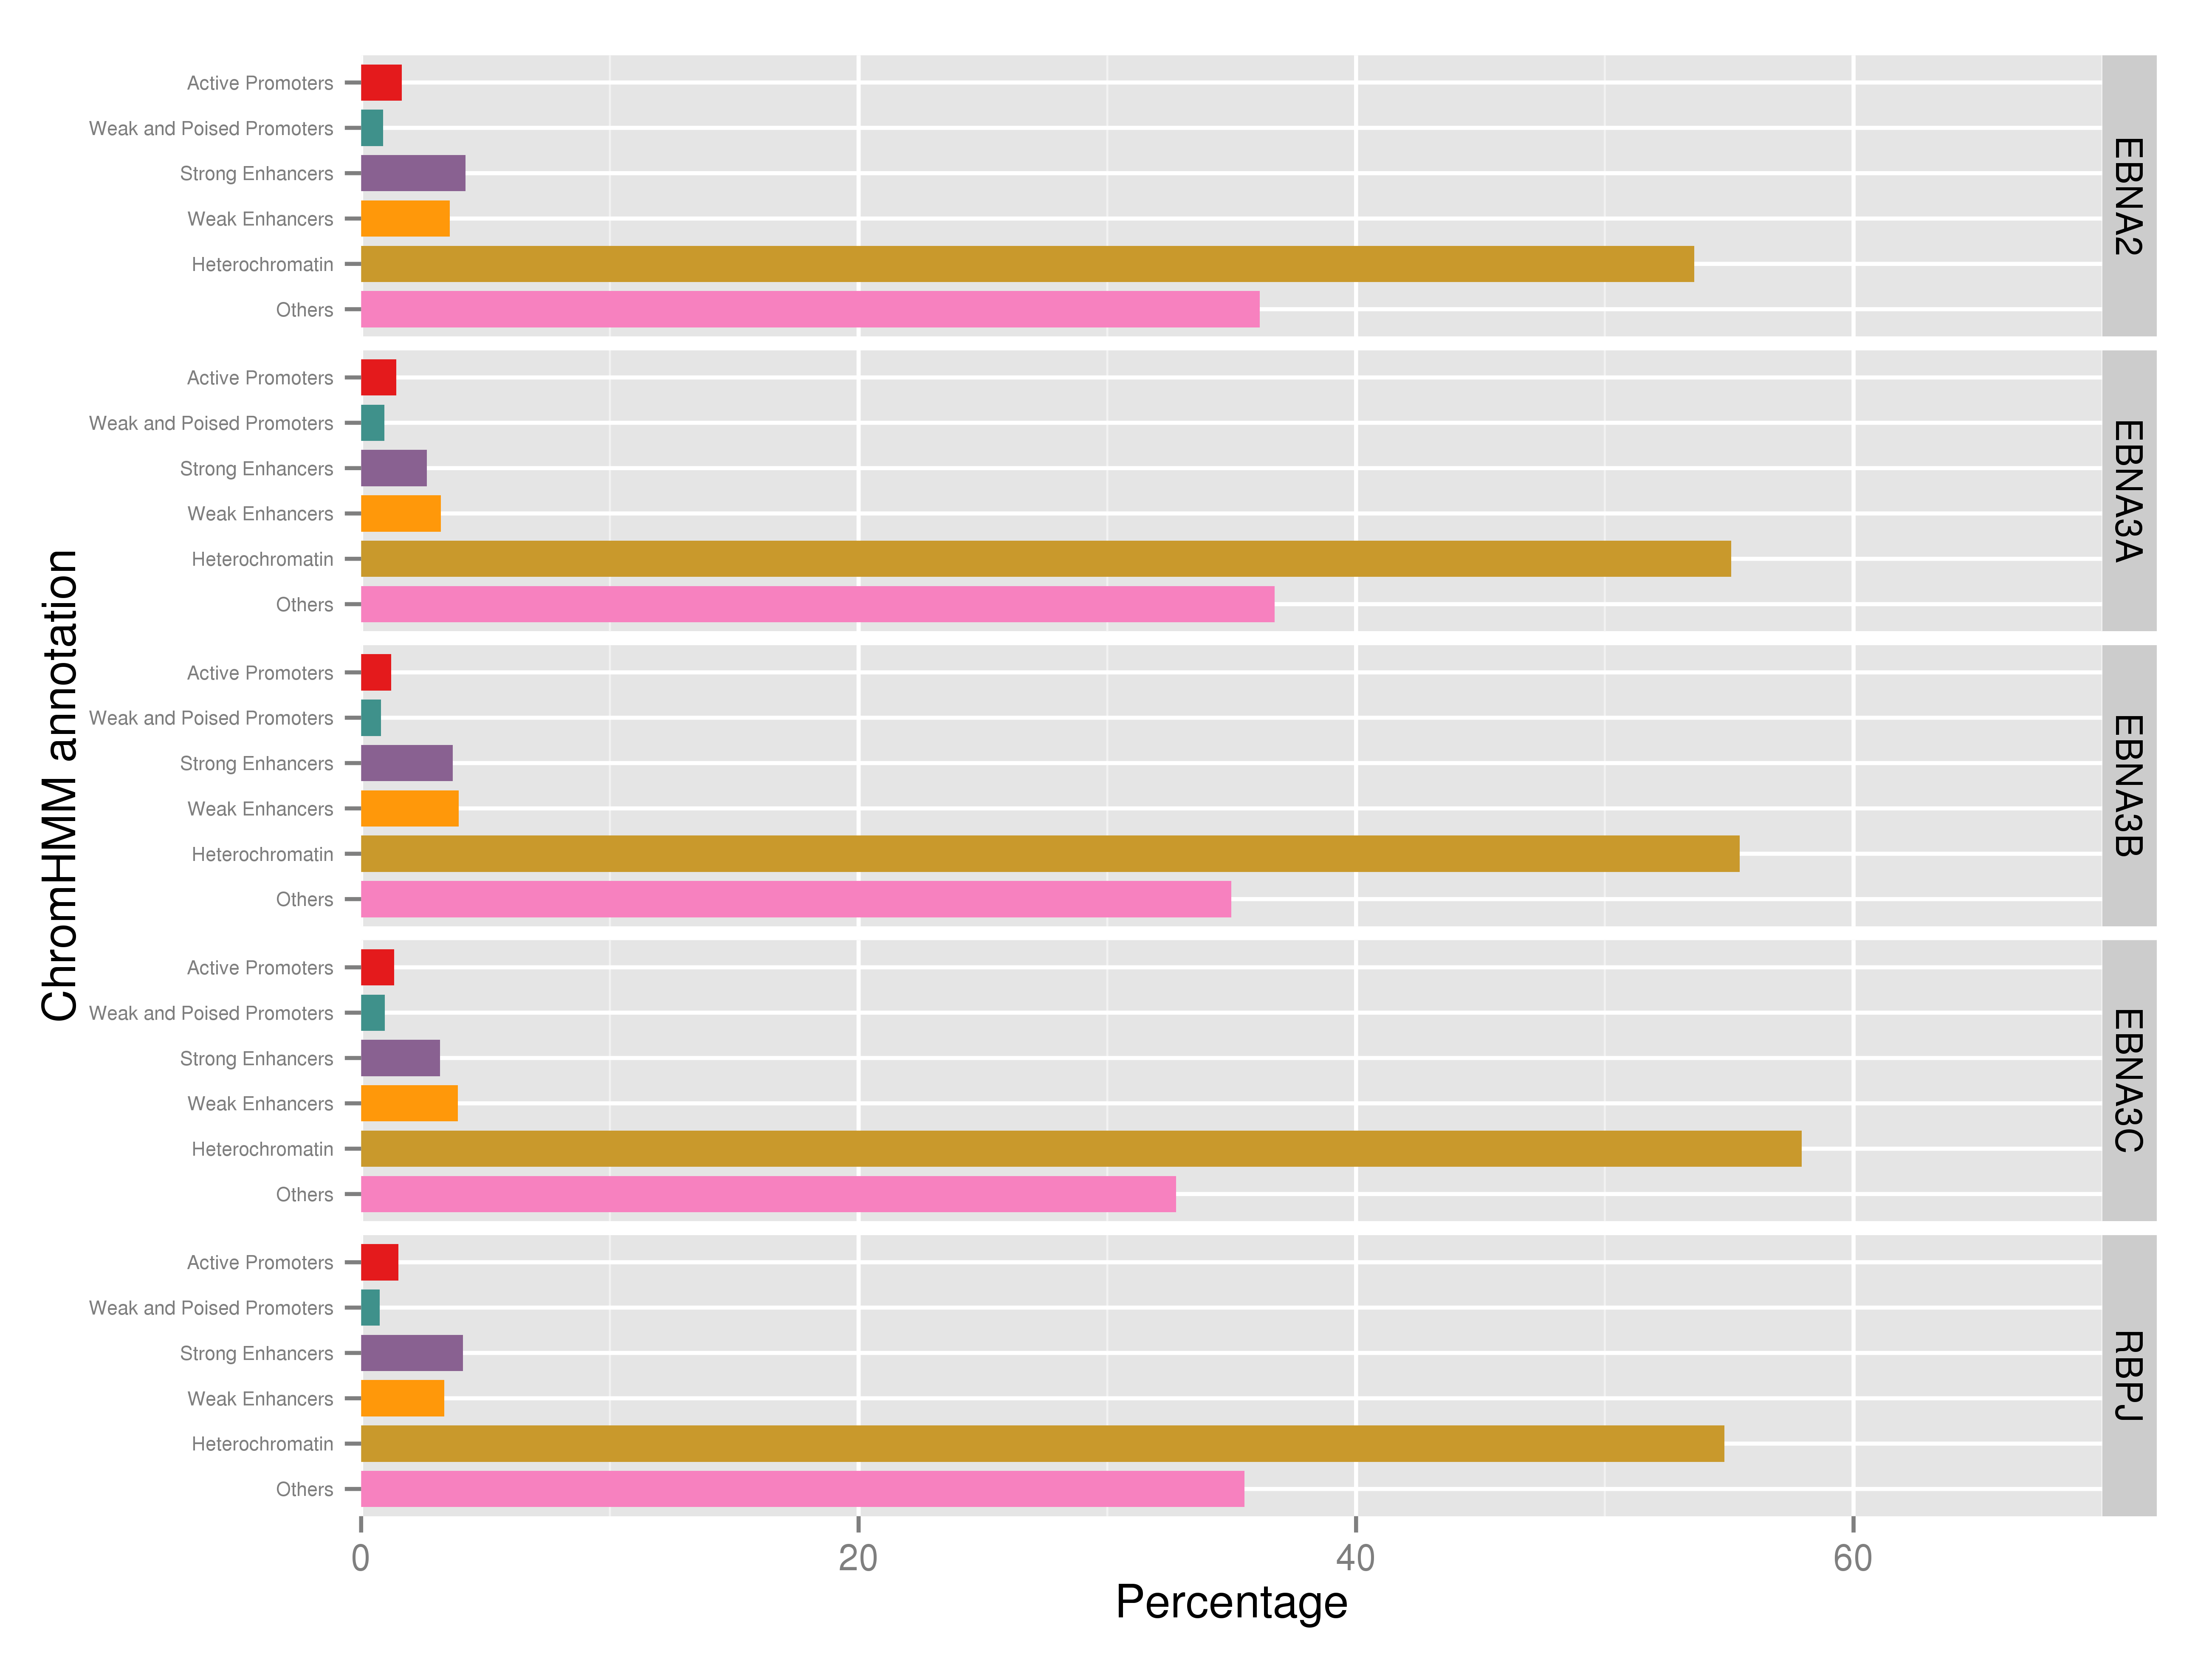 ChromHMM annotation
Active Promoters
Weak and Poised Promoters
Strong Enhancers
Weak Enhancers
Heterochromatin
Others
EBNA2
Active Promoters
Weak and Poised Promoters
Strong Enhancers
Weak Enhancers
Heterochromatin
Others
EBNA3A
Active Promoters
Weak and Poised Promoters
Strong Enhancers
Weak Enhancers
Heterochromatin
Others
EBNA3B
Active Promoters
Weak and Poised Promoters
Strong Enhancers
Weak Enhancers
Heterochromatin
Others
EBNA3C
Active Promoters
Weak and Poised Promoters
Strong Enhancers
Weak Enhancers
Heterochromatin
Others
RBPJ
0 20 40 60
Percentage